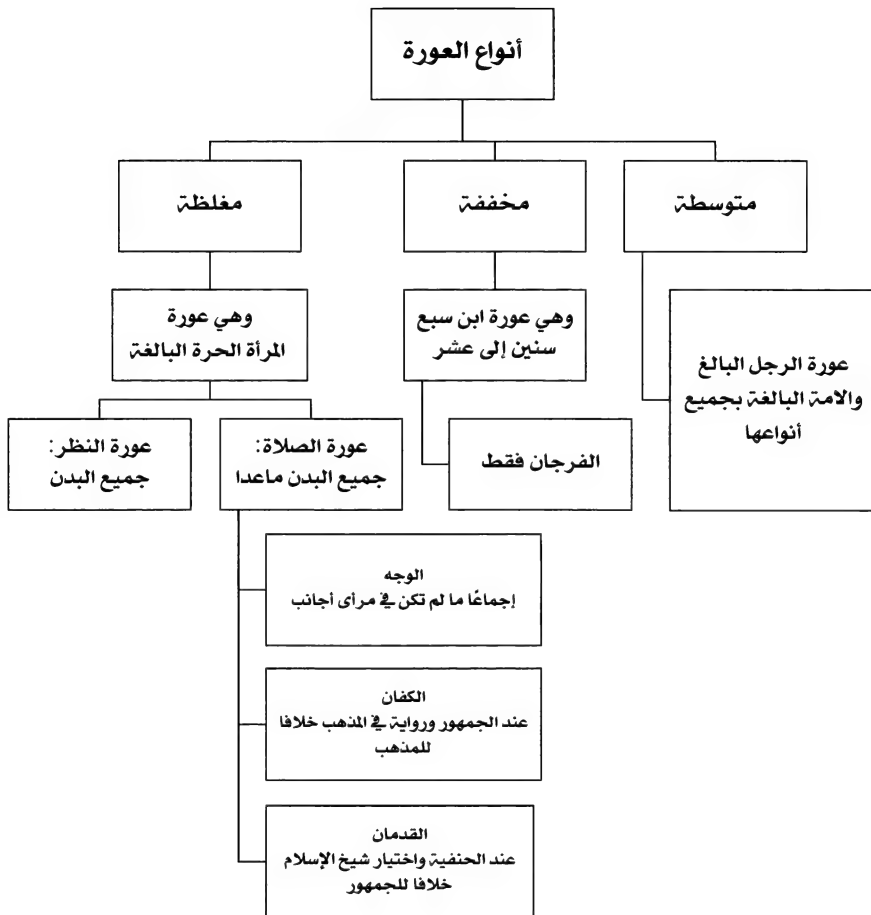 أنواع العورة
مغلظة
مخففة
متوسطة
وهي عورة
المرأة الحرة البالغة
وهي عورة ابن سبع
سنين إلى عشر
عورة الرجل البالغ
والامة البالغة بجميع
أنواعها
عورة النظر:
جميع البدن
عورة الصلاة:
جميع البدن ماعدا
الفرجان فقط
الوجه
إجماعًا ما لم تكن في مرأى أجانب
الكفان
عند الجمهور ورواية في المذهب خلافا
للمذهب
القدمان
عند الحنفية واختيار شيخ الإسلام
خلافا للجمهور